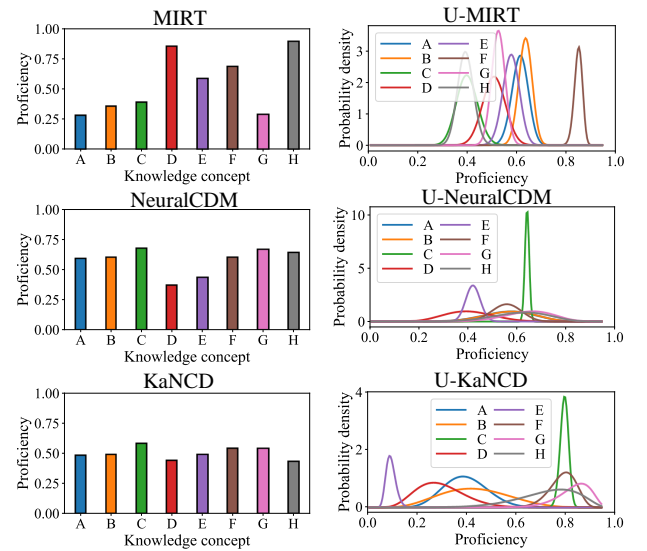 MIRT
Proficiency
1.00
0.75
0.50
0.25
0.00
A B C D E F G H
Knowledge concept
U-MIRT
Probability density
3
2
1
0
A E
B F
C G
D H
0.0 0.2 0.4 0.6 0.8 1.0
Proficiency
NeuralCDM
Proficiency
1.00
0.75
0.50
0.25
0.00
A B C D E F G H
Knowledge concept
U-NeuralCDM
Probability density
10
5
0
A E
B F
C G
D H
0.0 0.2 0.4 0.6 0.8 1.0
Proficiency
KaNCD
Proficiency
1.00
0.75
0.50
0.25
0.00
A B C D E F G H
Knowledge concept
U-KaNCD
Probability density
4
2
0
A E
B F
C G
D H
0.0 0.2 0.4 0.6 0.8 1.0
Proficiency